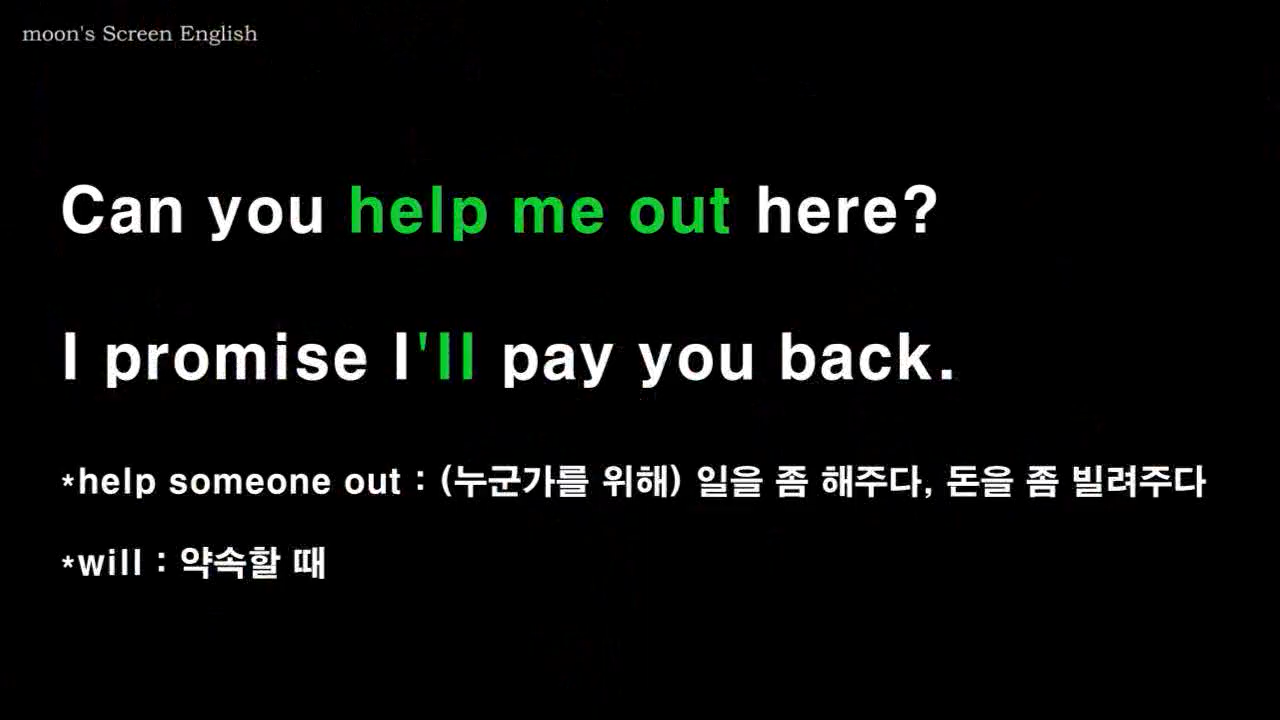 moon's Screen English
Can you help me out here?
I promise I'll pay you back.
*help someone out : (누군가를 위해) 일을 좀 해주다, 돈을 좀 빌려주다
*will : 약속할 때